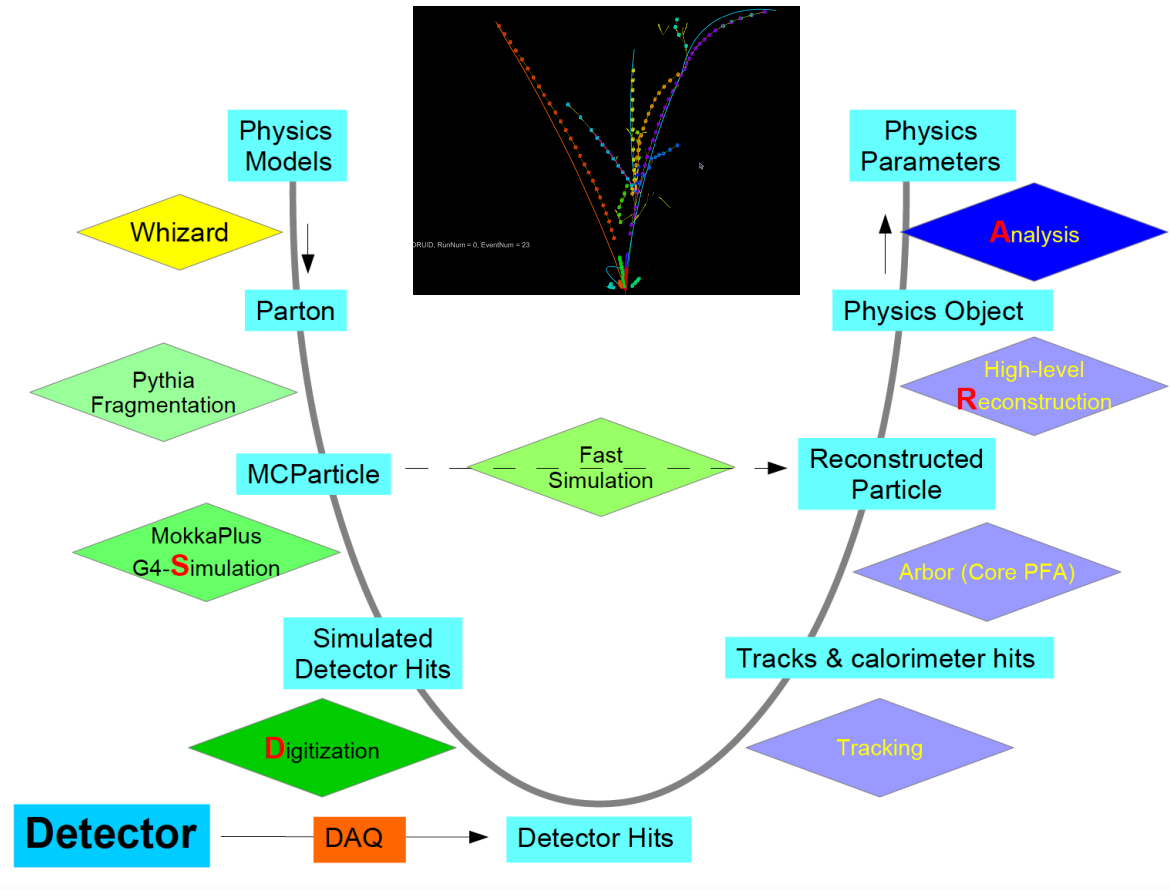 DRUID, RunNum = 0, EventNum = 23
Physics
Models
Physics
Parameters
Whizard
Analysis
Parton
Physics Object
Pythia
Fragmentation
High-level
Reconstruction
MCParticle
Fast
Simulation
Reconstructed
Particle
MokkaPlus
G4-Simulation
Arbor (Core PFA)
Simulated
Detector Hits
Tracks & calorimeter hits
Digitization
Tracking
Detector
DAQ
Detector Hits